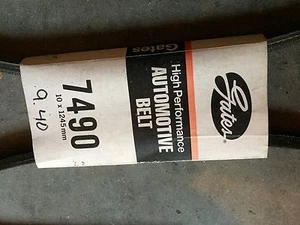 Gates
Gates
High Performance
AUTOMOTIVE
BELT
7490
10 x 1245mm
9.40